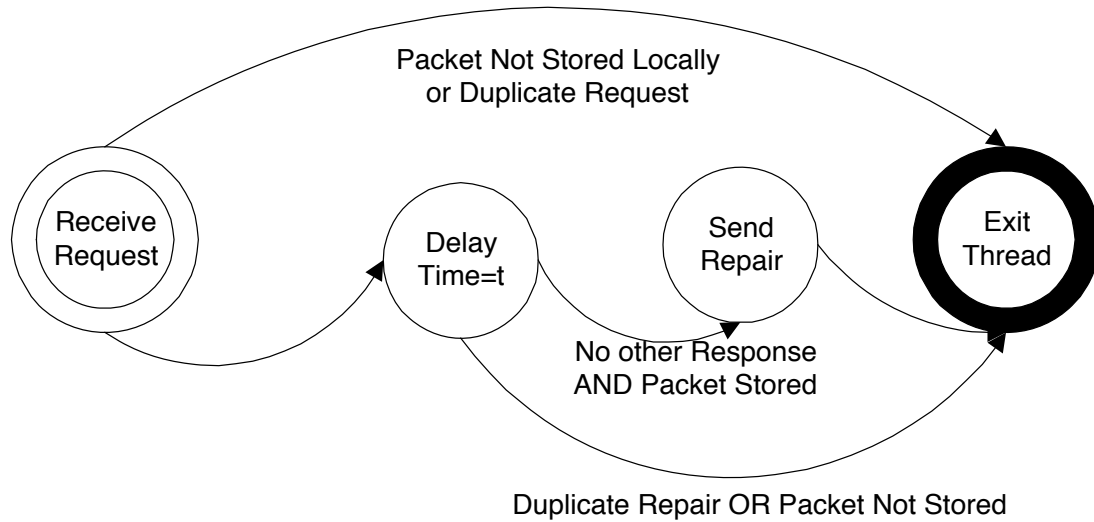 Packet Not Stored Locally
or Duplicate Request
Receive
Request
Delay
Time=t
Send
Repair
Exit
Thread
No other Response
AND Packet Stored
Duplicate Repair OR Packet Not Stored